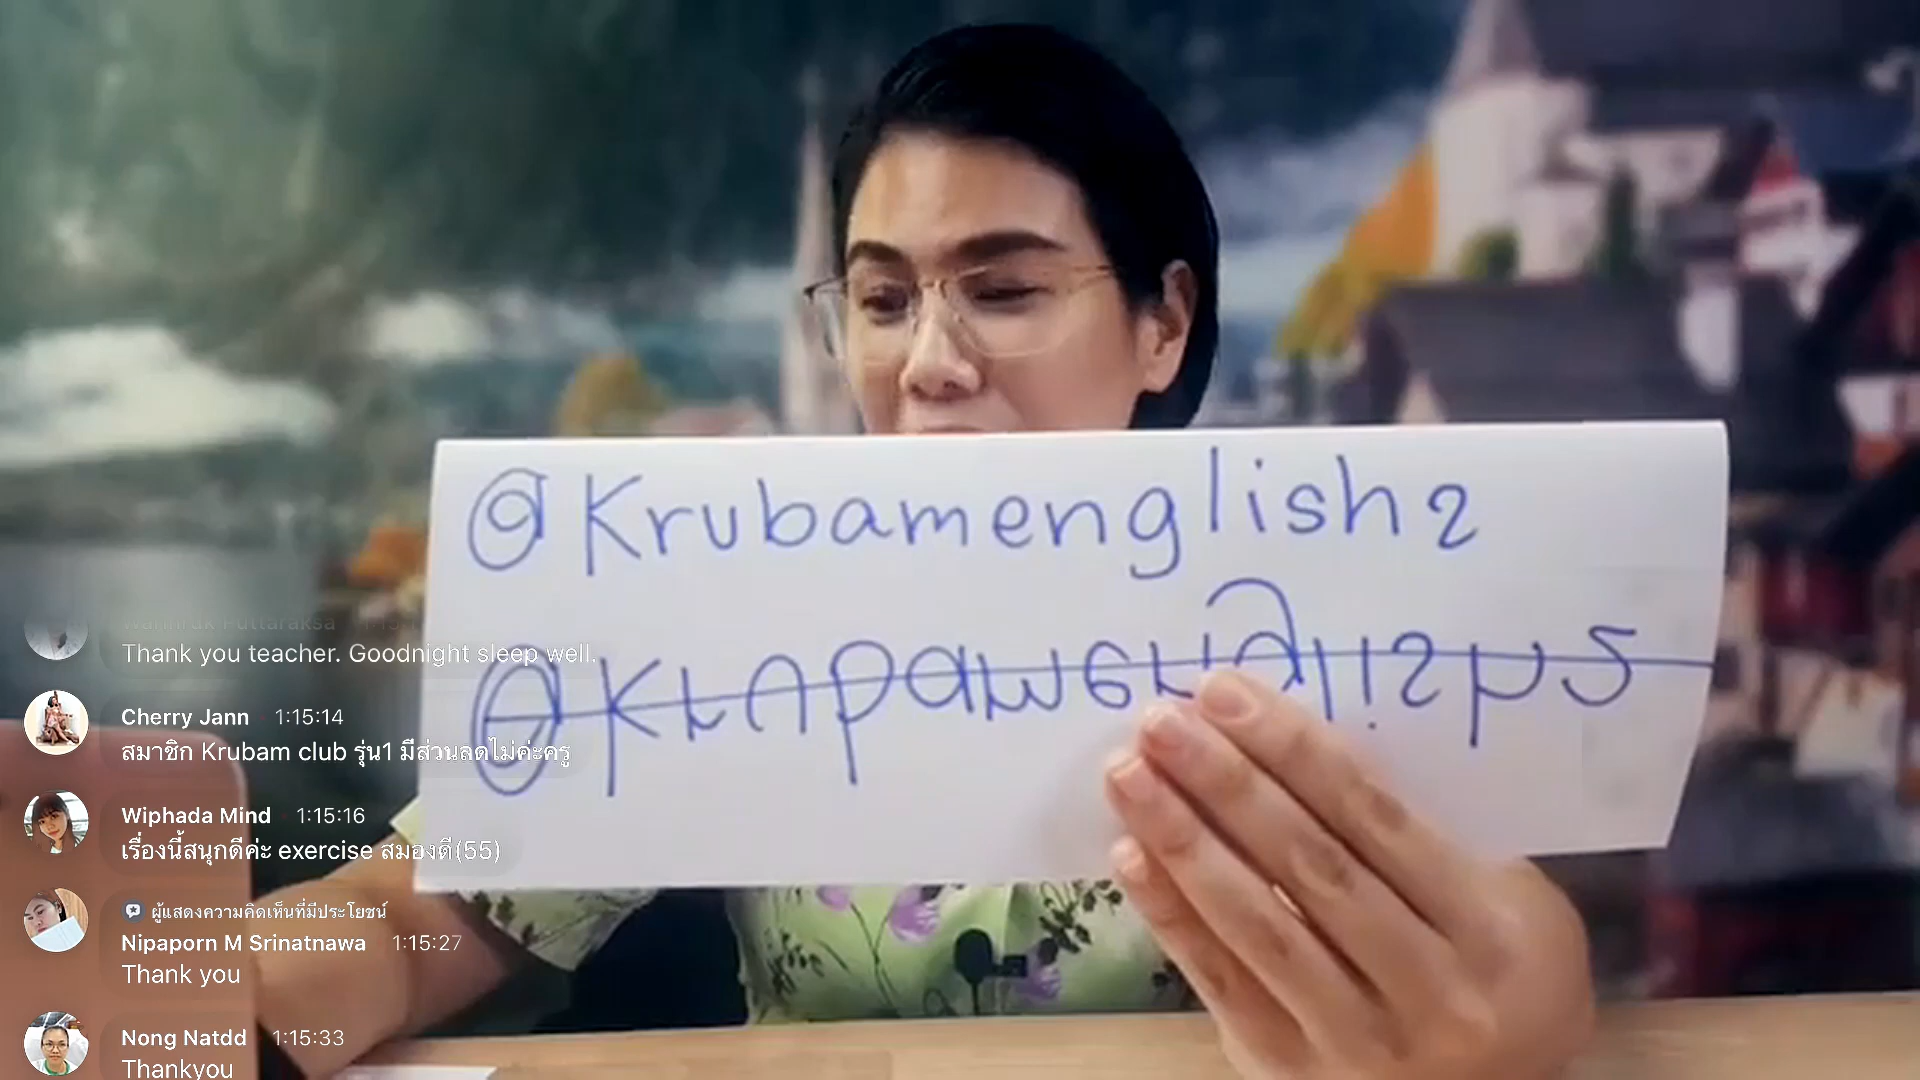 @Krubamenglish2
Thank you teacher. Goodnight sleep well.
Cherry Jann 1:15:14
สมาชิก Krubam club รุ่น1 มีส่วนลดไม่ค่ะครู
Wiphada Mind 1:15:16
เรื่องนี้สนุกดีค่ะ exercise สมองดี(55)
ผู้แสดงความคิดเห็นที่มีประโยชน์
Nipaporn M Srinatnawa 1:15:27
Thank you
Nong Natdd 1:15:33
Thankyou